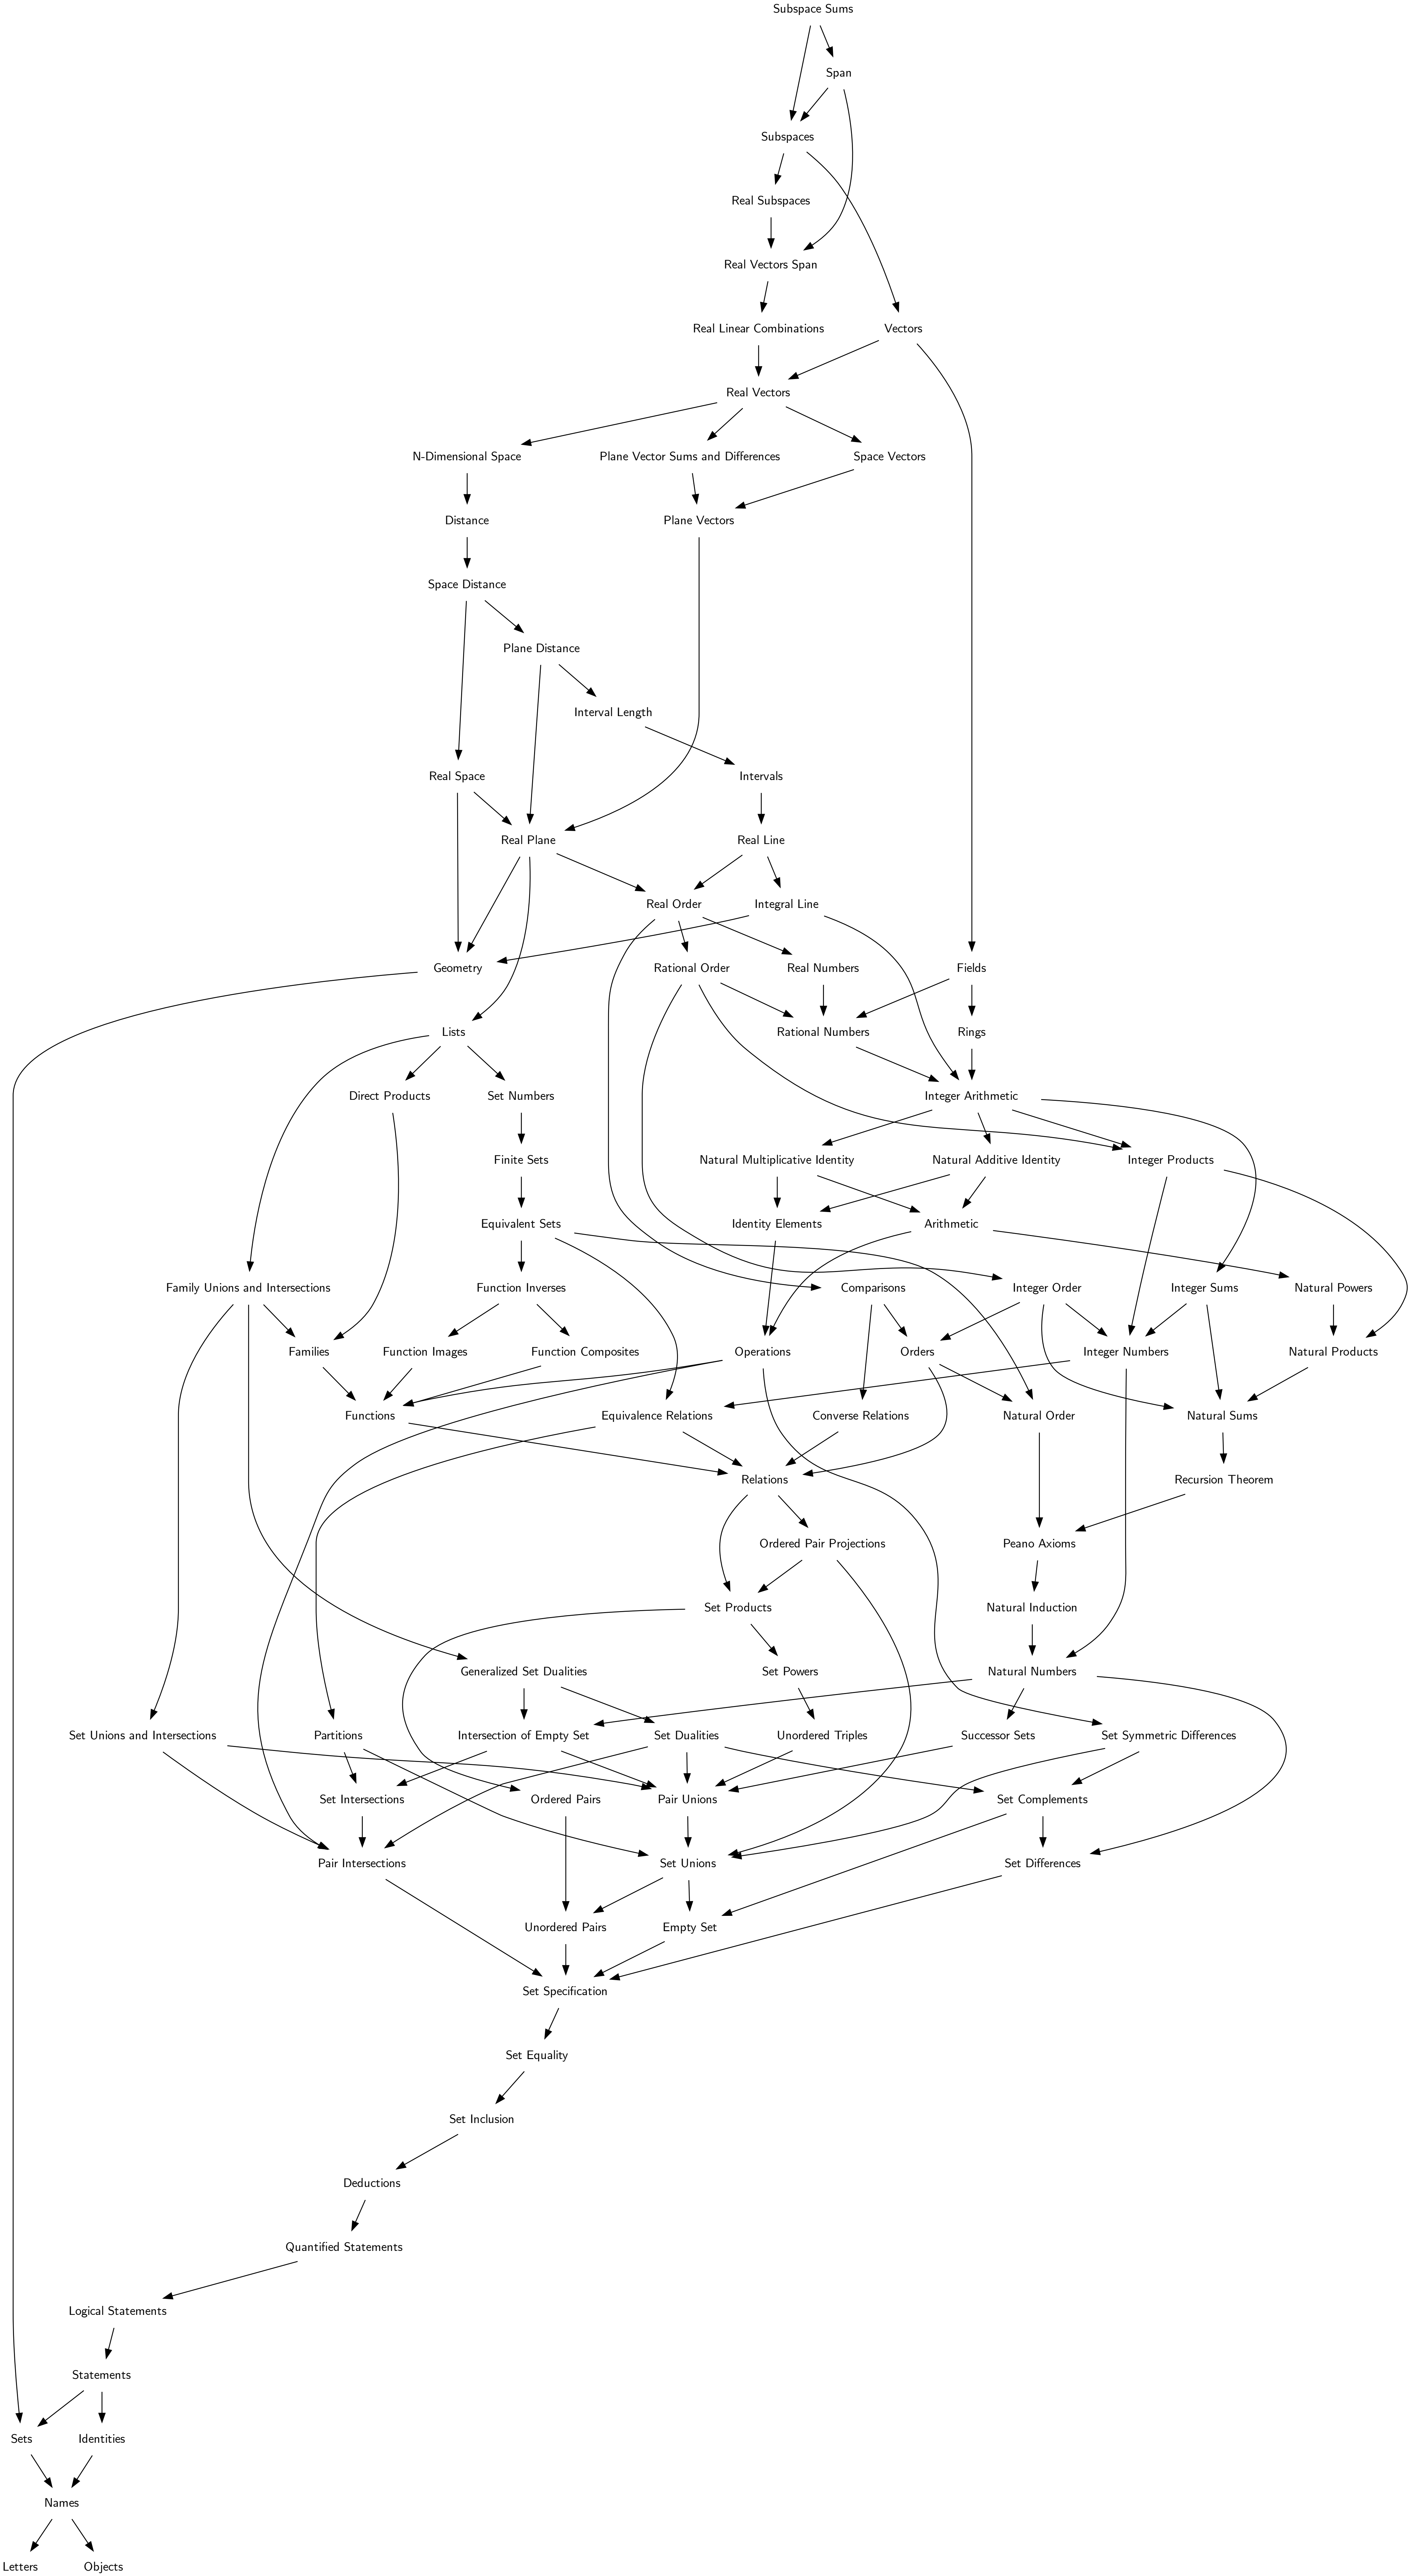 Subspace Sums
Span
Subspaces
Real Subspaces
Real Vectors Span
Real Linear Combinations
Vectors
Real Vectors
N-Dimensional Space
Plane Vector Sums and Differences
Space Vectors
Distance
Plane Vectors
Space Distance
Plane Distance
Interval Length
Real Space
Intervals
Real Plane
Real Line
Real Order
Integral Line
Geometry
Rational Order
Real Numbers
Fields
Lists
Rational Numbers
Rings
Direct Products
Set Numbers
Integer Arithmetic
Finite Sets
Natural Multiplicative Identity
Natural Additive Identity
Integer Products
Equivalent Sets
Identity Elements
Arithmetic
Family Unions and Intersections
Function Inverses
Comparisons
Integer Order
Integer Sums
Natural Powers
Families
Function Images
Function Composites
Operations
Orders
Integer Numbers
Natural Products
Functions
Equivalence Relations
Converse Relations
Natural Order
Natural Sums
Relations
Recursion Theorem
Ordered Pair Projections
Peano Axioms
Set Products
Natural Induction
Generalized Set Dualities
Set Powers
Natural Numbers
Set Unions and Intersections
Partitions
Intersection of Empty Set
Set Dualities
Unordered Triples
Successor Sets
Set Symmetric Differences
Set Intersections
Ordered Pairs
Pair Unions
Set Complements
Pair Intersections
Set Unions
Set Differences
Unordered Pairs
Empty Set
Set Specification
Set Equality
Set Inclusion
Deductions
Quantified Statements
Logical Statements
Statements
Sets
Identities
Names
Letters
Objects